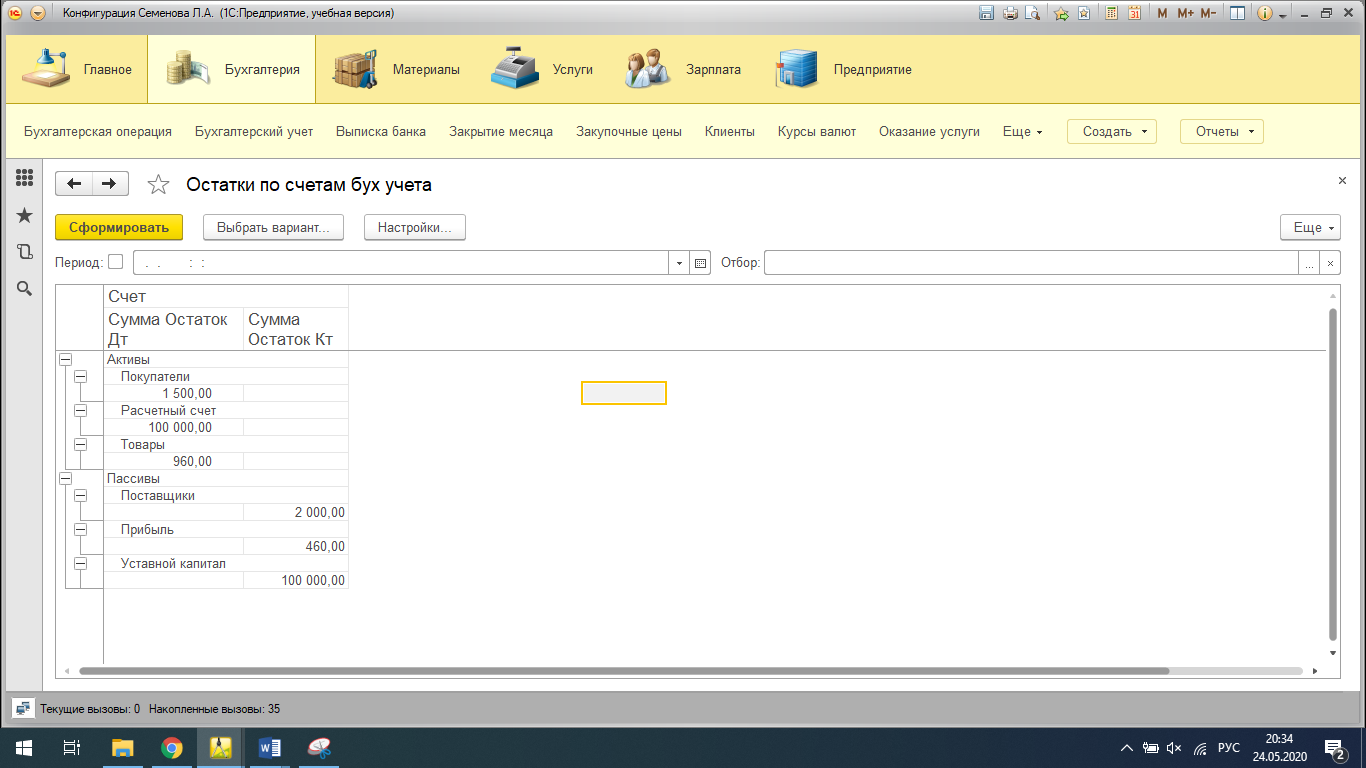 Конфигурация Семенова Л.А. (1С:Предприятие, учебная версия)
M M+ M-
Главное Бухгалтерия Материалы Услуги Зарплата Предприятие
Бухгалтерская операция Бухгалтерский учет Выписка банка Закрытие месяца Закупочные цены Клиенты Курсы валют Оказание услуги Еще Создать Отчеты
Остатки по счетам бух учета
Сформировать Выбрать вариант... Настройки... Еще
Период: . . : : Отбор: ...
Счет
Сумма Остаток Дт
Сумма Остаток Кт
Активы
Покупатели
1 500,00
Расчетный счет
100 000,00
Товары
960,00
Пассивы
Поставщики
2 000,00
Прибыль
460,00
Уставной капитал
100 000,00
Текущие вызовы: 0 Накопленные вызовы: 35
РУС
20:34
24.05.2020
2